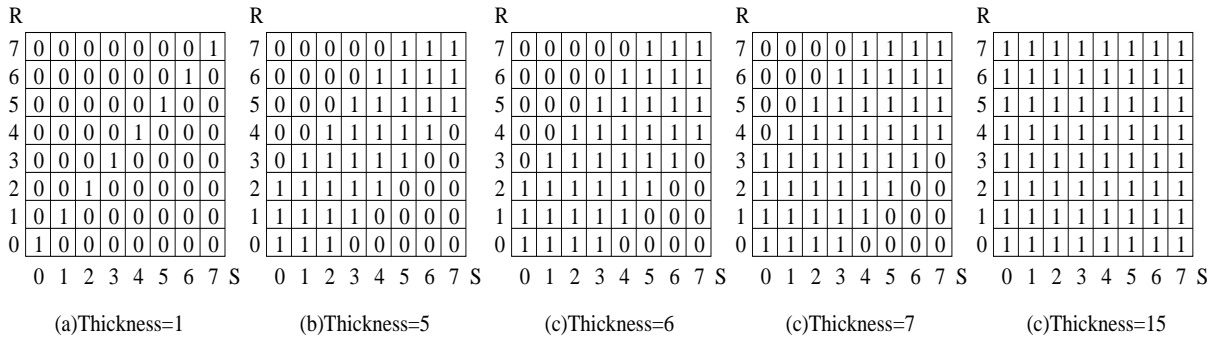 R
7 0 0 0 0 0 0 0 1
6 0 0 0 0 0 0 1 0
5 0 0 0 0 0 1 0 0
4 0 0 0 0 1 0 0 0
3 0 0 0 1 0 0 0 0
2 0 0 1 0 0 0 0 0
1 0 1 0 0 0 0 0 0
0 1 0 0 0 0 0 0 0
0 1 2 3 4 5 6 7 S
(a)Thickness=1
R
7 0 0 0 0 0 1 1 1
6 0 0 0 0 1 1 1 1
5 0 0 0 1 1 1 1 1
4 0 0 1 1 1 1 1 0
3 0 1 1 1 1 1 0 0
2 1 1 1 1 1 0 0 0
1 1 1 1 1 0 0 0 0
0 1 1 1 0 0 0 0 0
0 1 2 3 4 5 6 7 S
(b)Thickness=5
R
7 0 0 0 0 0 1 1 1
6 0 0 0 0 1 1 1 1
5 0 0 0 1 1 1 1 1
4 0 0 1 1 1 1 1 1
3 0 1 1 1 1 1 1 0
2 1 1 1 1 1 1 0 0
1 1 1 1 1 1 0 0 0
0 1 1 1 1 0 0 0 0
0 1 2 3 4 5 6 7 S
(c)Thickness=6
R
7 0 0 0 0 1 1 1 1
6 0 0 0 1 1 1 1 1
5 0 0 1 1 1 1 1 1
4 0 1 1 1 1 1 1 1
3 1 1 1 1 1 1 1 0
2 1 1 1 1 1 1 0 0
1 1 1 1 1 1 0 0 0
0 1 1 1 1 0 0 0 0
0 1 2 3 4 5 6 7 S
(c)Thickness=7
R
7 1 1 1 1 1 1 1 1
6 1 1 1 1 1 1 1 1
5 1 1 1 1 1 1 1 1
4 1 1 1 1 1 1 1 1
3 1 1 1 1 1 1 1 1
2 1 1 1 1 1 1 1 1
1 1 1 1 1 1 1 1 1
0 1 1 1 1 1 1 1 1
0 1 2 3 4 5 6 7 S
(c)Thickness=15